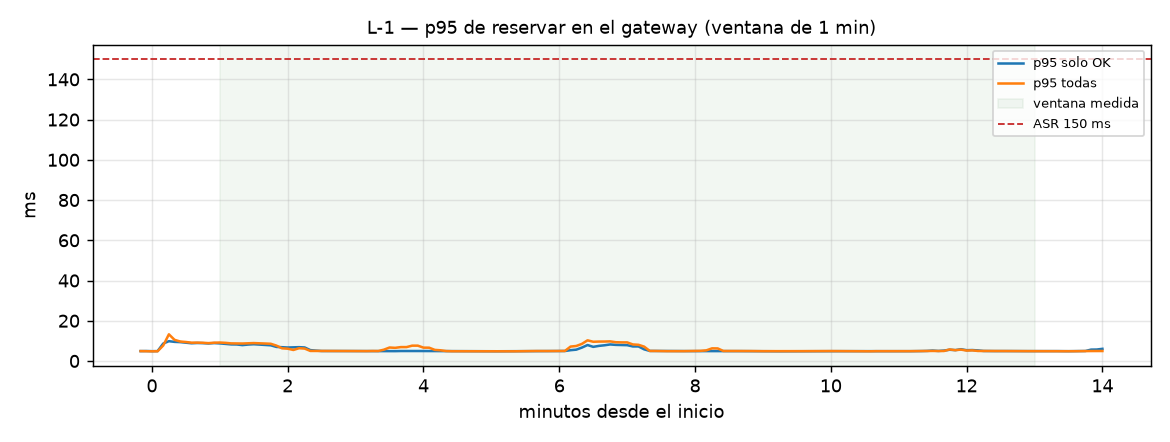 L-1 — p95 de reservar en el gateway (ventana de 1 min)
p95 solo OK
p95 todas
ventana medida
ASR 150 ms
140
120
100
80
60
40
20
0
ms
0 2 4 6 8 10 12 14
minutos desde el inicio